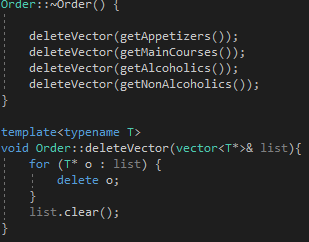 Order::~Order() {
deleteVector(getAppetizers());
deleteVector(getMainCourses());
deleteVector(getAlcoholics());
deleteVector(getNonAlcoholics());
}
template<typename T>
void Order::deleteVector(vector<T*>& list){
for (T* o : list) {
delete o;
}
list.clear();
}